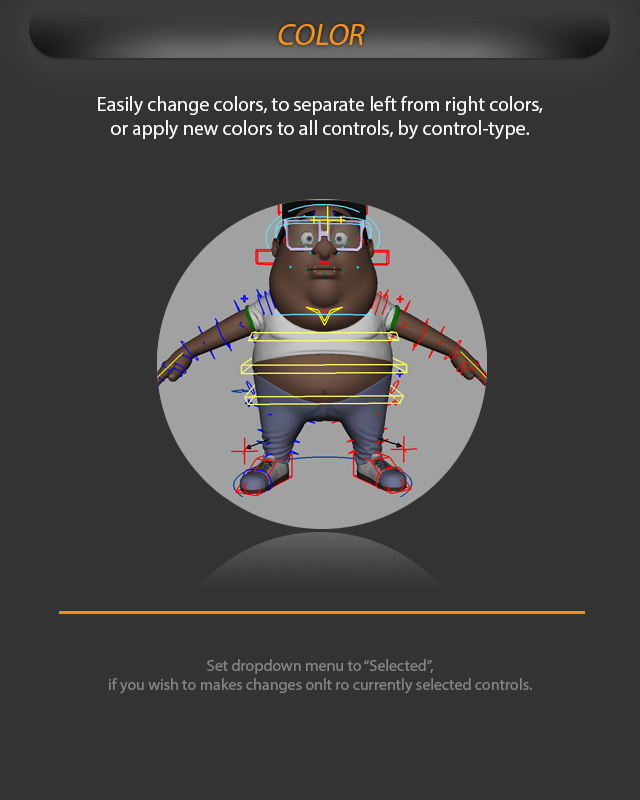 COLOR
Easily change colors, to separate left from right colors,
or apply new colors to all controls, by control-type.
Set dropdown menu to “Selected”,
if you wish to makes changes onlt ro currently selected controls.